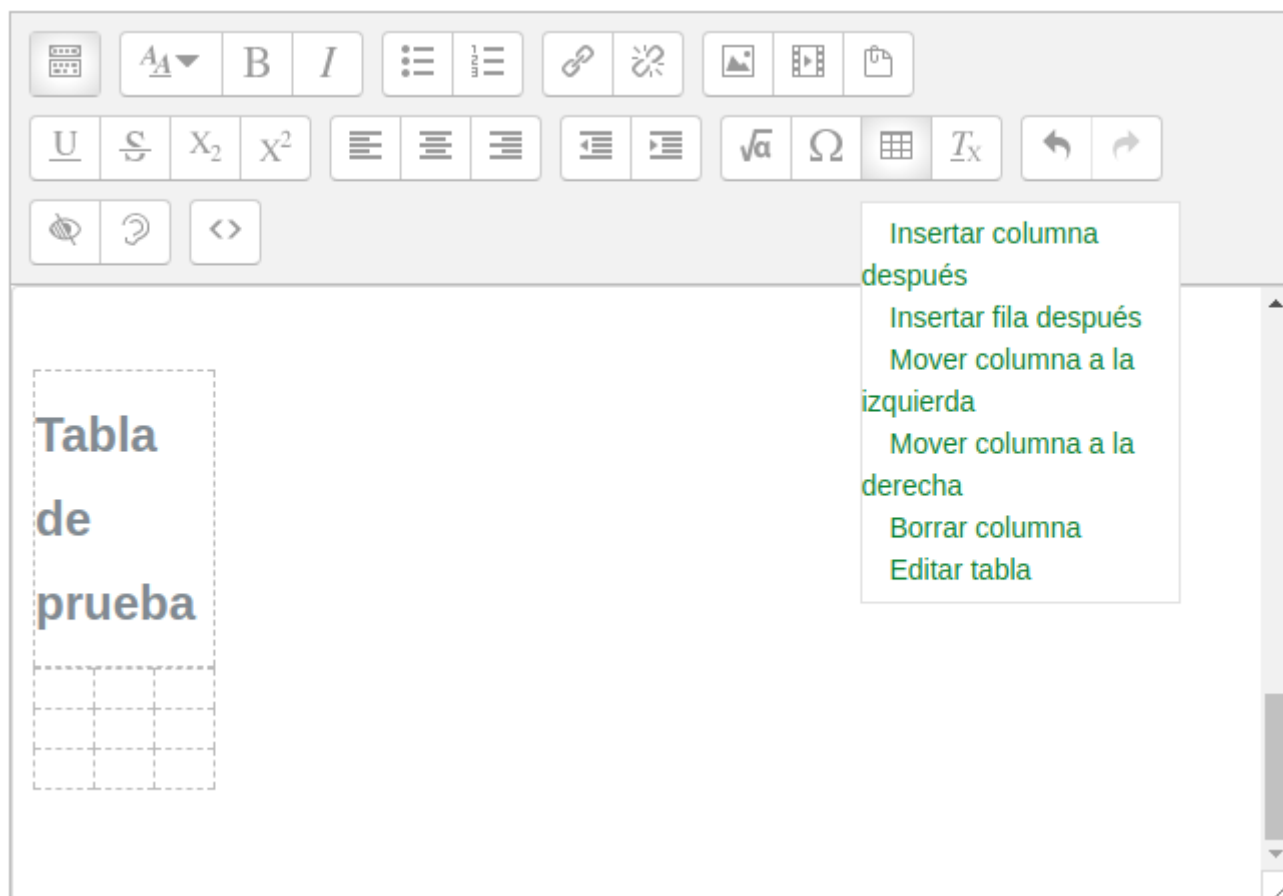 Insertar columna
después
Insertar fila después
Mover columna a la
izquierda
Mover columna a la
derecha
Borrar columna
Editar tabla
Tabla
de
prueba